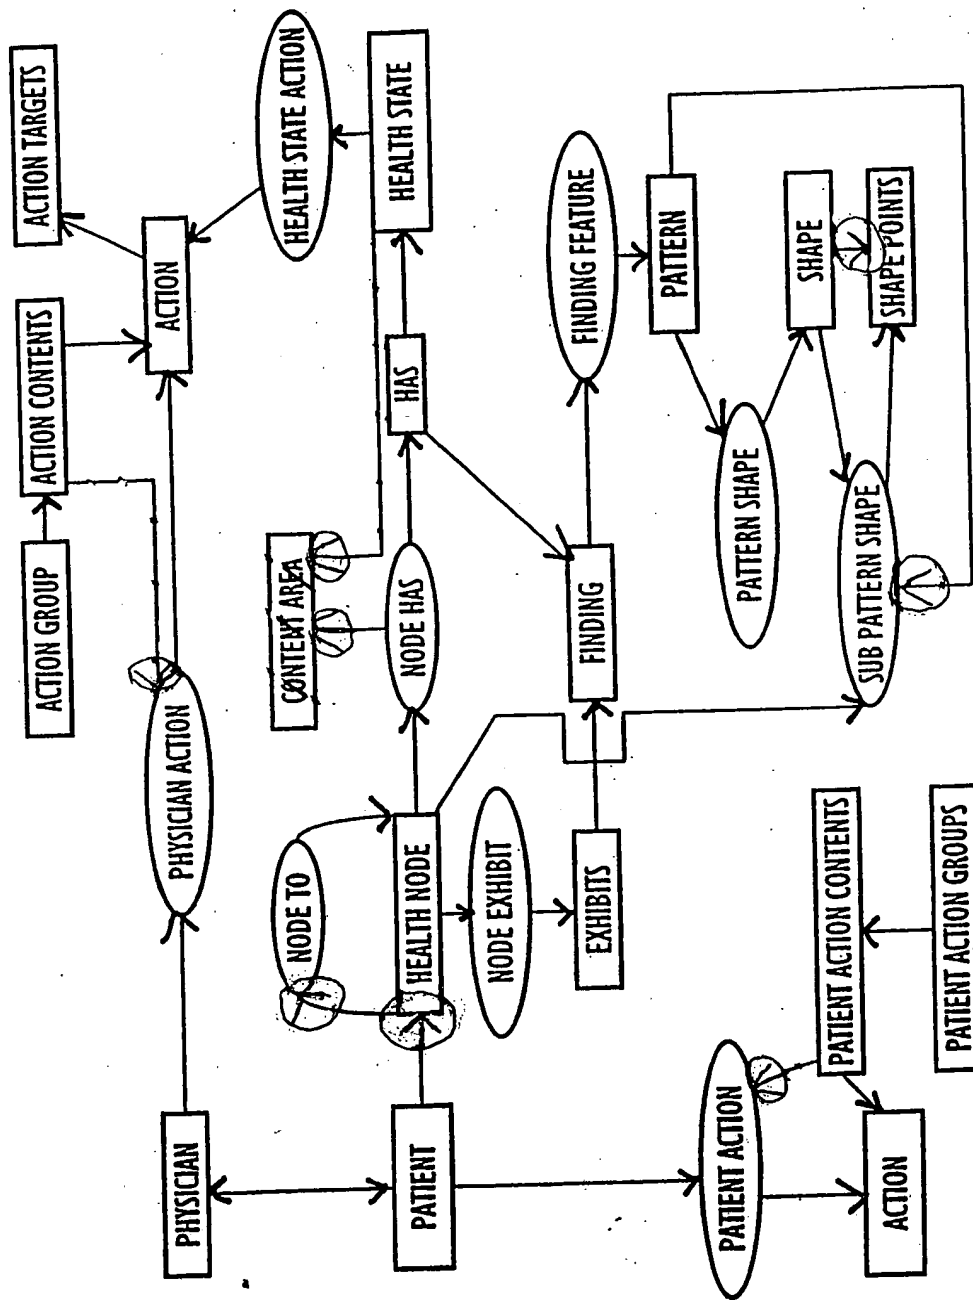 ACTION TARGETS
HEALTH STATE ACTION
HEALTH STATE
ACTION CONTENTS
ACTION
HAS
FINDING FEATURE
PATTERN
SHAPE
SHAPE POINTS
ACTION GROUP
CONTENT AREA
NODE HAS
FINDING
PATTERN SHAPE
SUB PATTERN SHAPE
PHYSICIAN ACTION
NODE TO
HEALTH NODE
NODE EXHIBIT
EXHIBITS
PATIENT ACTION CONTENTS
PATIENT ACTION GROUPS
PHYSICIAN
PATIENT
PATIENT ACTION
ACTION